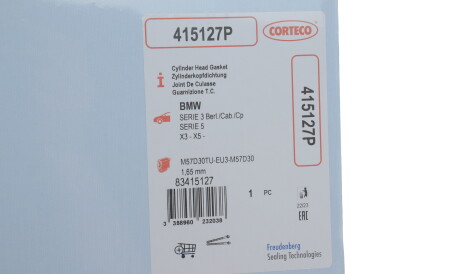 415127P
CORTECO
Cylinder Head Gasket
Zylinderkopfdichtung
Joint De Culasse
Guarnizione T.C.
BMW
SERIE 3 Berl./Cab./Cp
SERIE 5
X3 - X5 -
M57D30TU-EU3-M57D30
1,65 mm
83415127
1 PC
3 358960 232038
415127P
EAC
Freudenberg
Sealing Technologies